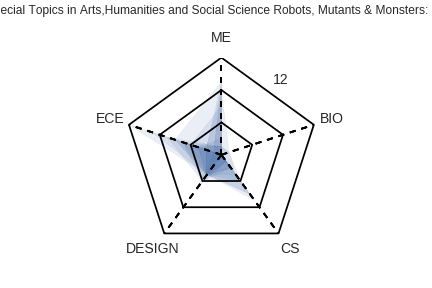 ecial Topics in Arts,Humanities and Social Science Robots, Mutants & Monsters:
ME
12
ECE
BIO
DESIGN
CS